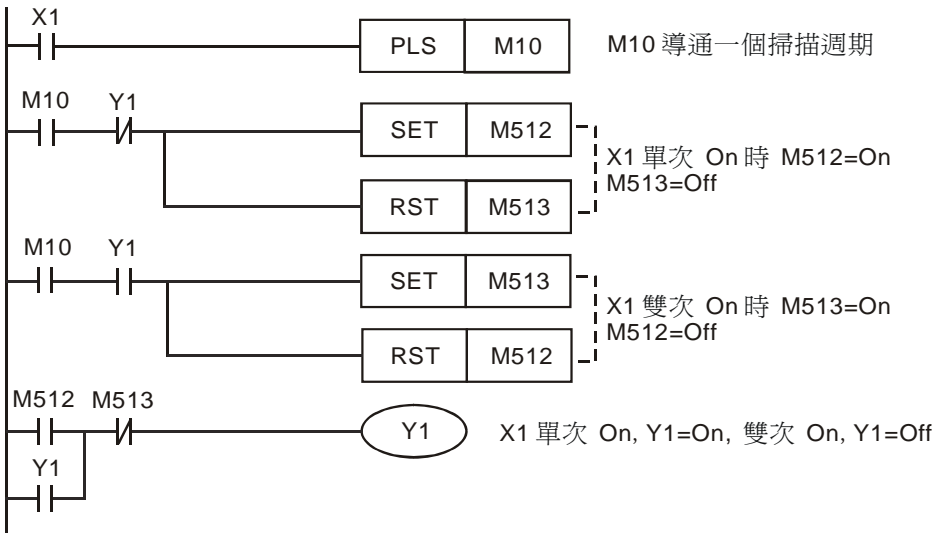 X1
PLS M10 M10 導通一個掃描週期
M10 Y1
SET M512
X1 單次 On 時 M512=On
M513=Off
RST M513
M10 Y1
SET M513
X1 雙次 On 時 M513=On
M512=Off
RST M512
M512 M513
Y1 X1 單次 On, Y1=On, 雙次 On, Y1=Off
Y1